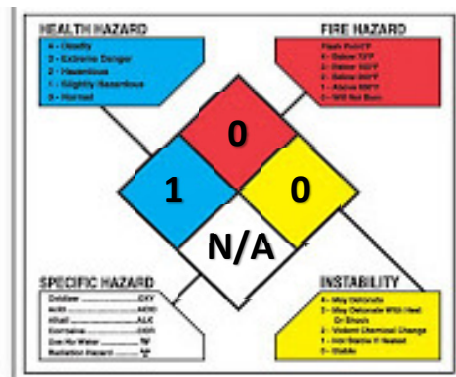 HEALTH HAZARD
4 - Deadly
3 - Extreme Danger
2 - Hazardous
1 - Slightly Hazardous
0 - Normal
FIRE HAZARD
Flash Point°F
4 - Below 73°F
3 - Below 100°F
2 - Below 200°F
1 - Above 200°F
0 - Will Not Burn
0
1
0
N/A
SPECIFIC HAZARD
Oxidizer OXY
Acid ACID
Alkali ALK
Corrosive COR
Use No Water W
Radiation Hazard
INSTABILITY
4 - May Detonate
3 - May Detonate With Heat
Or Shock
2 - Violent Chemical Change
1 - Not Stable If Heated
0 - Stable